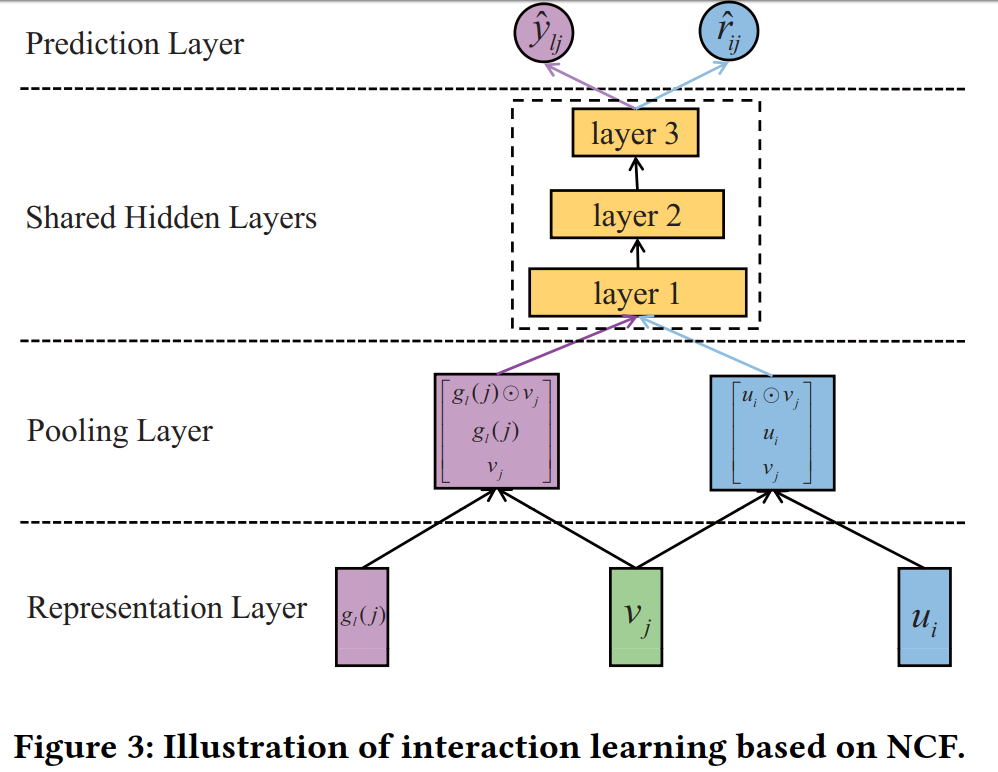 Prediction Layer
ŷ_lj
r̂_ij
layer 3
Shared Hidden Layers
layer 2
layer 1
Pooling Layer
g_l(j)⊙v_j
g_l(j)
v_j
u_i⊙v_j
u_i
v_j
Representation Layer
g_l(j)
v_j
u_i
Figure 3: Illustration of interaction learning based on NCF.